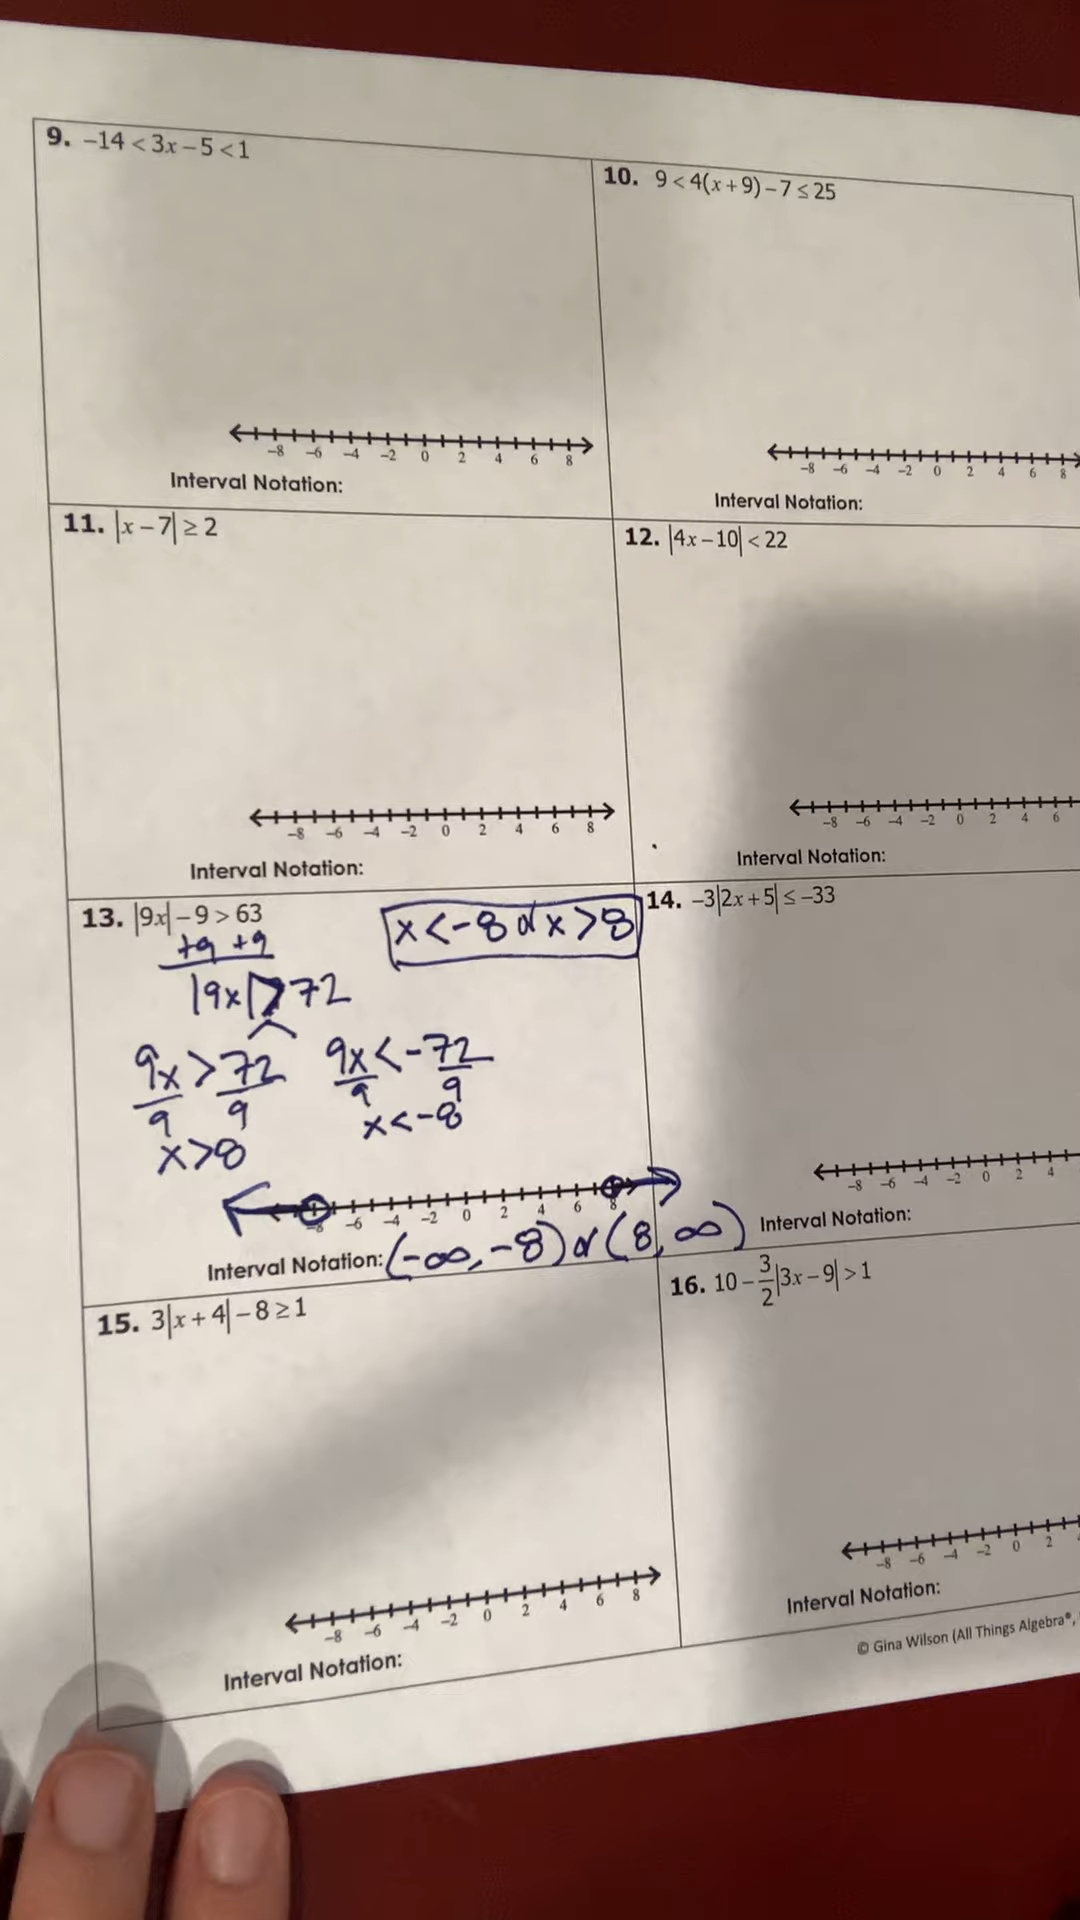 9. −14 < 3x − 5 < 1
−8 −6 −4 −2 0 2 4 6 8
Interval Notation:
10. 9 < 4(x + 9) − 7 ≤ 25
−8 −6 −4 −2 0 2 4 6 8
Interval Notation:
11. |x − 7| ≥ 2
−8 −6 −4 −2 0 2 4 6 8
Interval Notation:
12. |4x − 10| < 22
−8 −6 −4 −2 0 2 4 6
Interval Notation:
13. |9x| − 9 > 63
+9 +9
x < -8 or x > 8
|9x| > 72
9x > 72 9x < -72
9 9 9 9
x > 8 x < -8
−8 −6 −4 −2 0 2 4 6 8
Interval Notation: (-∞, -8) or (8, ∞)
14. −3|2x + 5| ≤ −33
−8 −6 −4 −2 0 2 4
Interval Notation:
15. 3|x + 4| − 8 ≥ 1
−8 −6 −4 −2 0 2 4 6 8
Interval Notation:
16. 10 − 3/2|3x − 9| > 1
−8 −6 −4 −2 0 2
Interval Notation:
© Gina Wilson (All Things Algebra®,